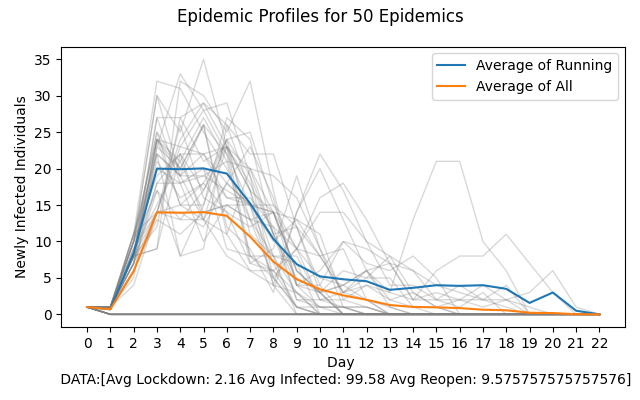 Epidemic Profiles for 50 Epidemics
Average of Running
Average of All
Newly Infected Individuals
35
30
25
20
15
10
5
0
0 1 2 3 4 5 6 7 8 9 10 11 12 13 14 15 16 17 18 19 20 21 22
Day
DATA:[Avg Lockdown: 2.16 Avg Infected: 99.58 Avg Reopen: 9.575757575757576]